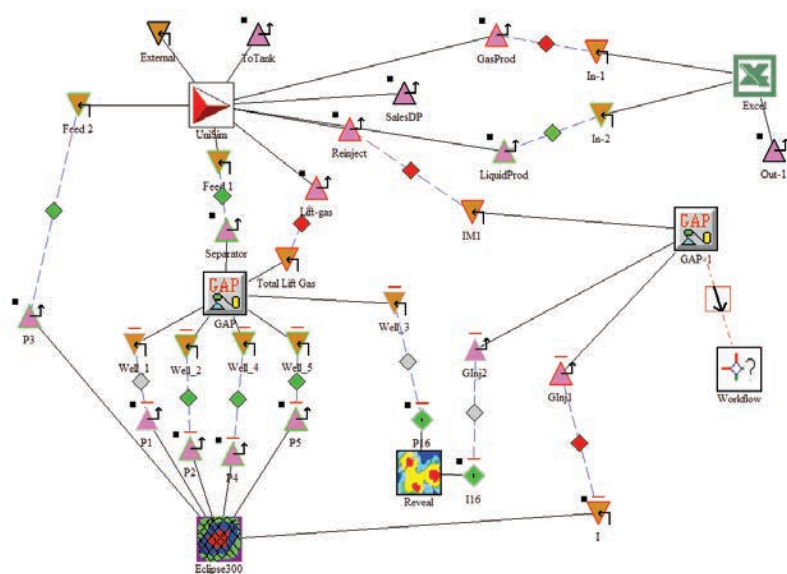 External
ToTank
GasProd
In-1
Excel
Feed 2
UniSim
SalesDP
Reinject
In-2
LiquidProd
Out-1
Feed 1
Lift-gas
IM1
GAP
GAP-1
Separator
Total Lift Gas
GAP
GAP
P3
Well_1
Well_2
Well_4
Well_5
Well_3
GInj2
GInj1
?
Workflow
P1
P2
P4
P5
P16
Reveal
I16
I
Eclipse300